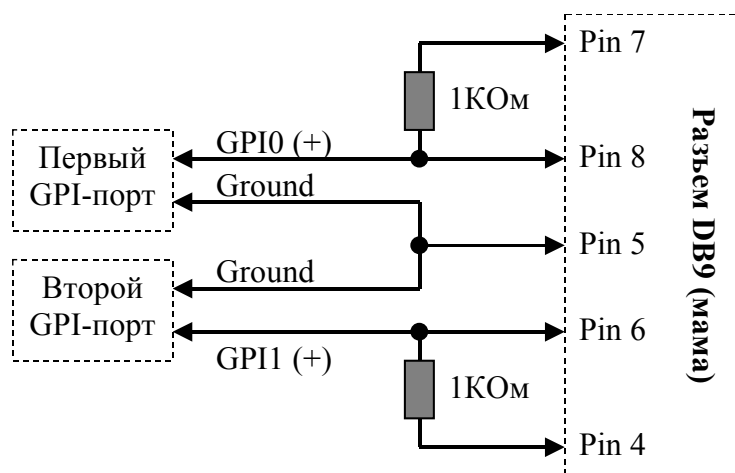 Pin 7
1КОм
GPI0 (+)
Pin 8
Первый
GPI-порт
Ground
Pin 5
Ground
Второй
GPI-порт
Pin 6
GPI1 (+)
1КОм
Pin 4
Разъем DB9 (мама)